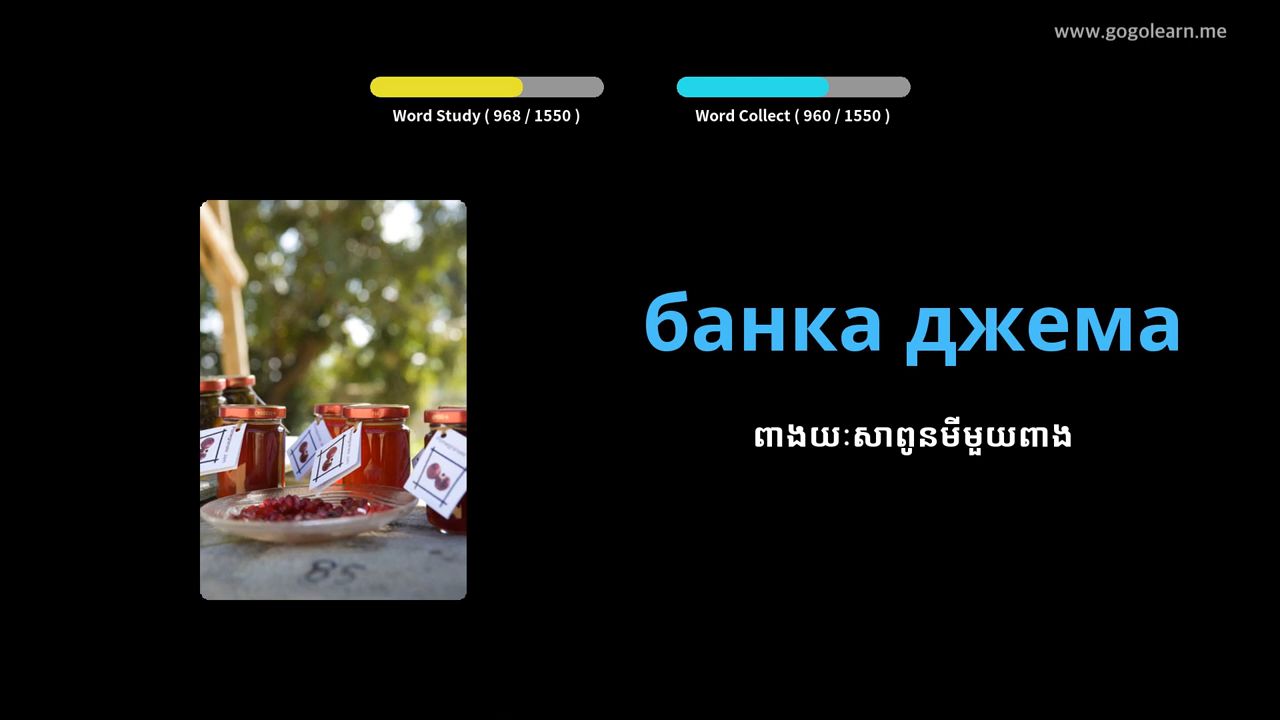 www.gogolearn.me
Word Study ( 968 / 1550 )
Word Collect ( 960 / 1550 )
банка джема
ពាងយៈសាពូនមីមួយពាង
85